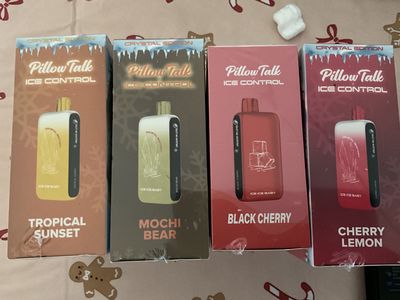 CRYSTAL EDITION
Pillow Talk
ICE CONTROL
TROPICAL
SUNSET
CRYSTAL EDITION
Pillow Talk
ICE CONTROL
MOCHI
BEAR
Pillow Talk
ICE CONTROL
BLACK CHERRY
CRYSTAL EDITION
Pillow Talk
ICE CONTROL
CHERRY
LEMON